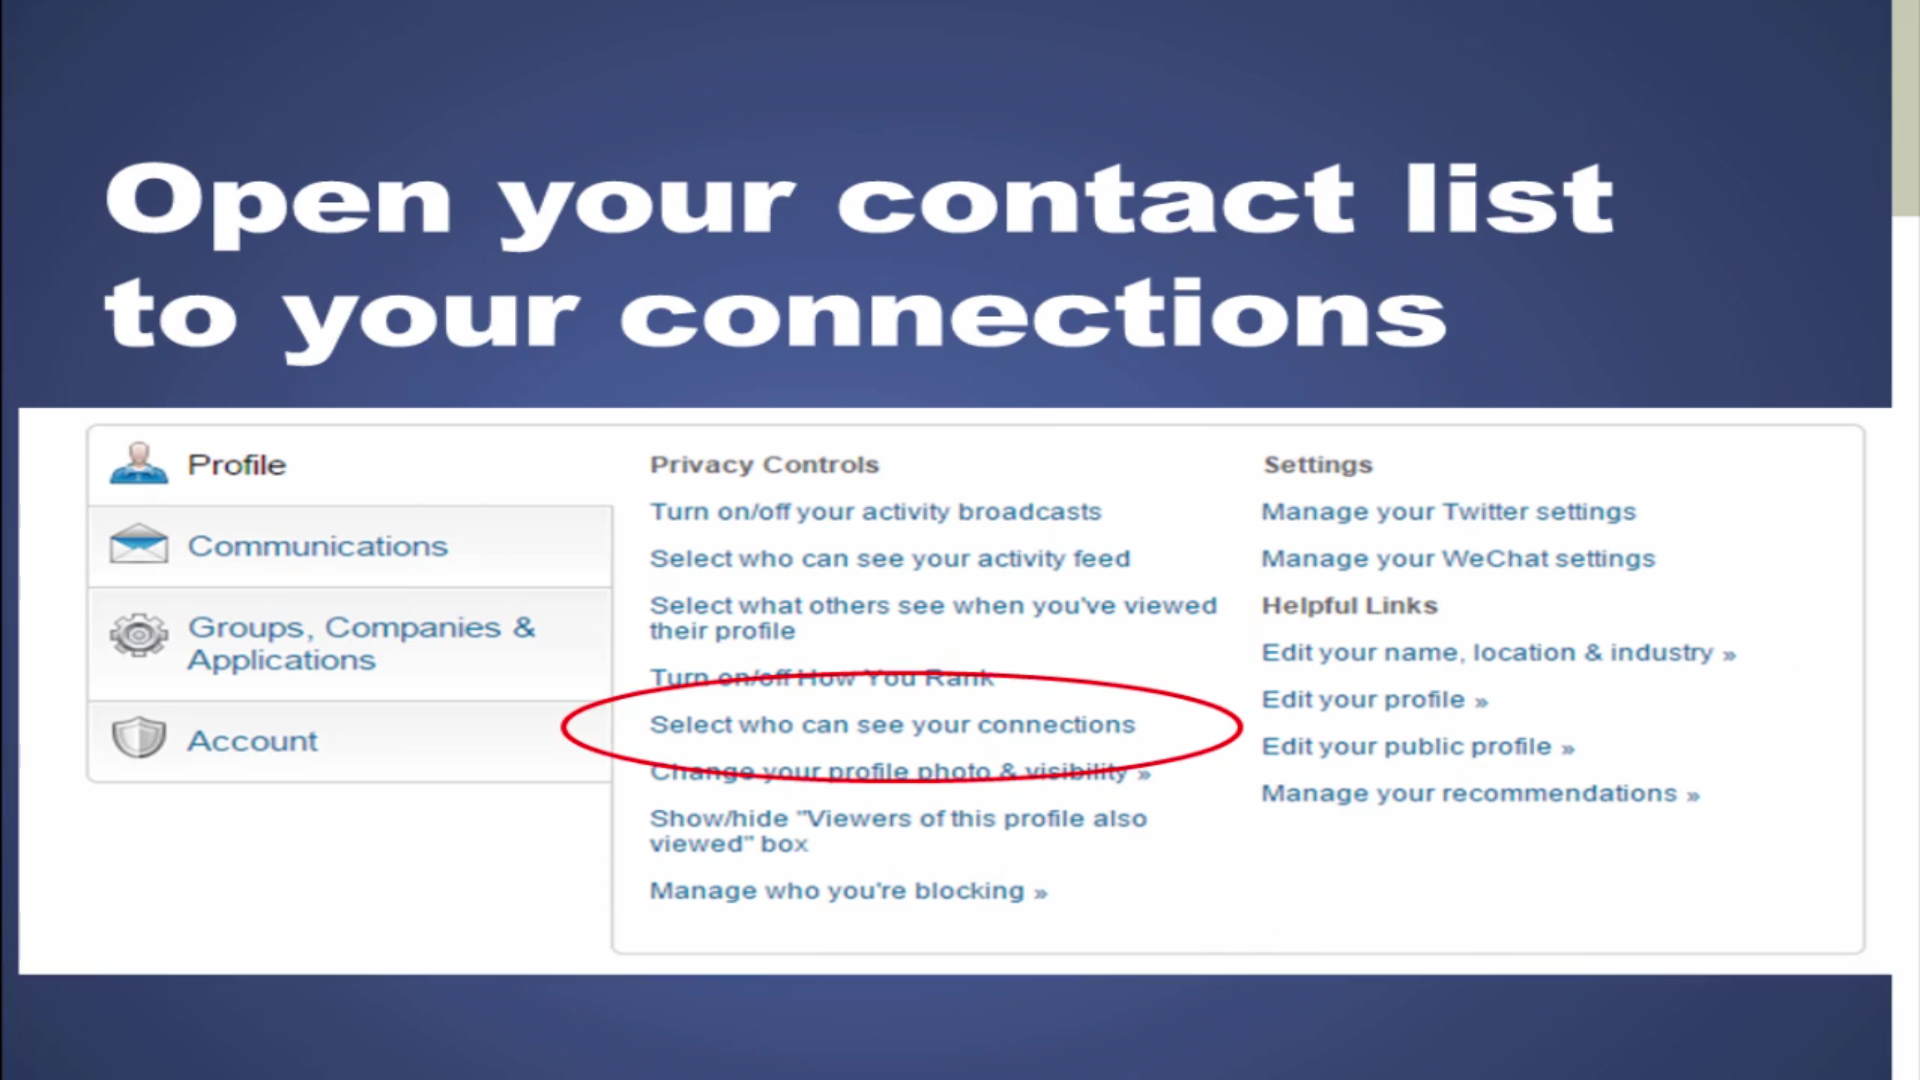 Open your contact list
to your connections
Profile
Communications
Groups, Companies &
Applications
Account
Privacy Controls
Turn on/off your activity broadcasts
Select who can see your activity feed
Select what others see when you've viewed
their profile
Turn on/off How You Rank
Select who can see your connections
Change your profile photo & visibility »
Show/hide "Viewers of this profile also
viewed" box
Manage who you're blocking »
Settings
Manage your Twitter settings
Manage your WeChat settings
Helpful Links
Edit your name, location & industry »
Edit your profile »
Edit your public profile »
Manage your recommendations »